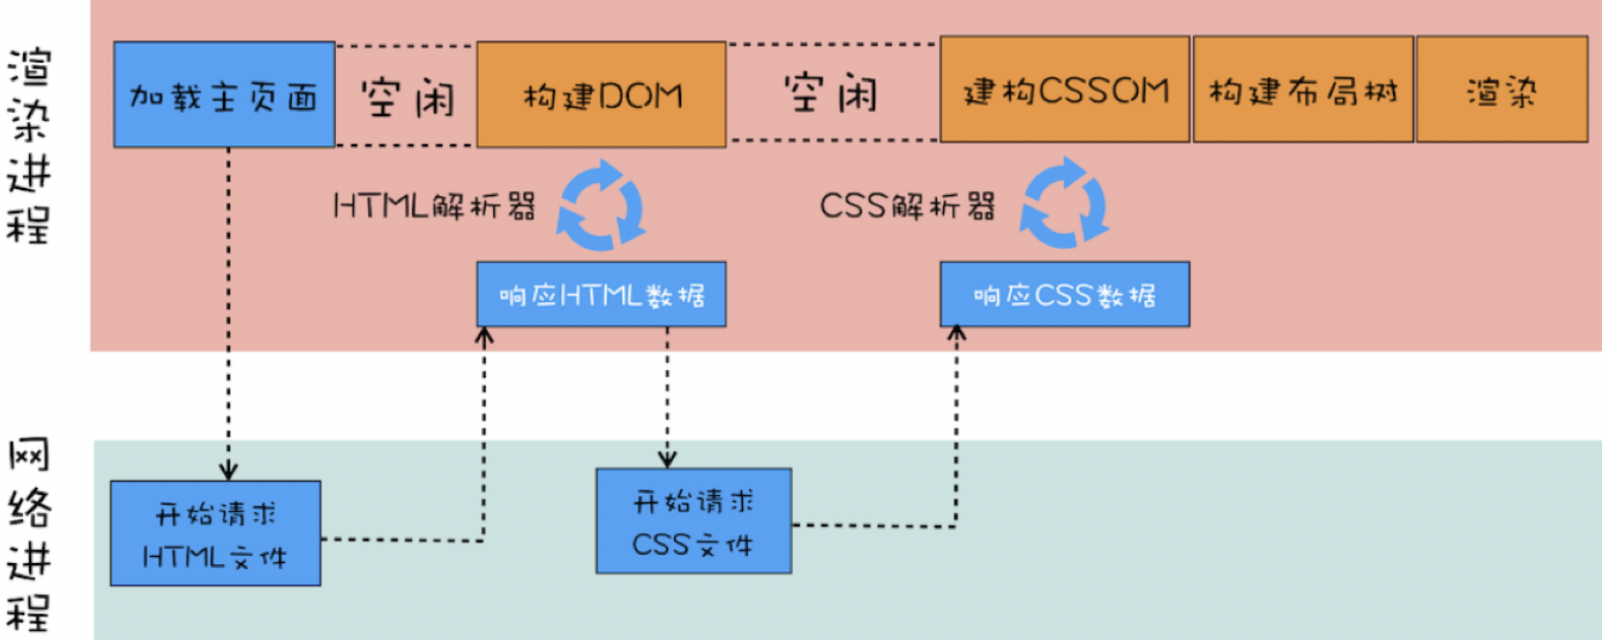 渲染进程
加载主页面
空闲
构建DOM
空闲
建构CSSOM
构建布局树
渲染
HTML解析器
CSS解析器
响应HTML数据
响应CSS数据
网络进程
开始请求
HTML文件
开始请求
CSS文件